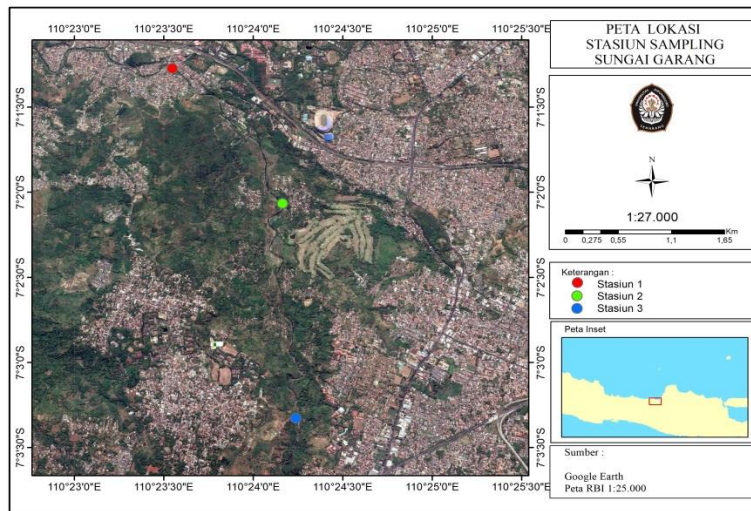 110°23'0"E 110°23'30"E 110°24'0"E 110°24'30"E 110°25'0"E 110°25'30"E
7°1'30"S
7°2'0"S
7°2'30"S
7°3'0"S
7°3'30"S
7°1'30"S
7°2'0"S
7°2'30"S
7°3'0"S
7°3'30"S
110°23'0"E 110°23'30"E 110°24'0"E 110°24'30"E 110°25'0"E 110°25'30"E
PETA LOKASI
STASIUN SAMPLING
SUNGAI GARANG
SEMARANG
N
1:27.000
Km
0 0,275 0,55 1,1 1,65
Keterangan :
Stasiun 1
Stasiun 2
Stasiun 3
Peta Inset
Sumber :
Google Earth
Peta RBI 1:25.000